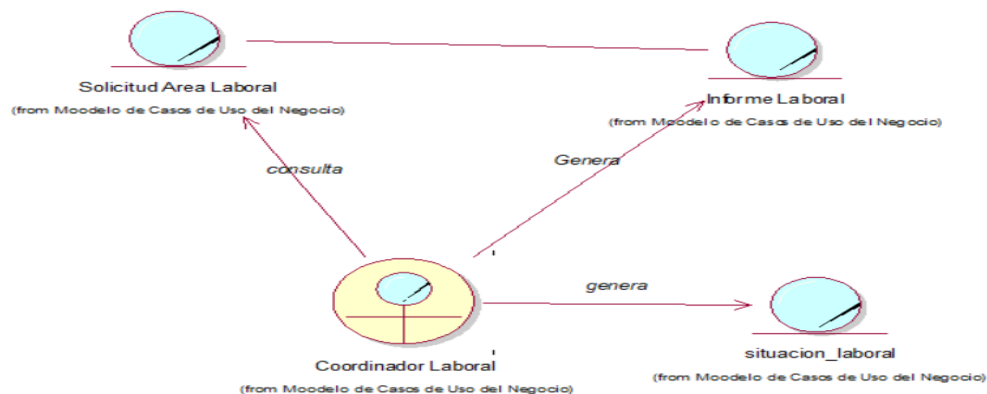 Solicitud Area Laboral
(from Moodelo de Casos de Uso del Negocio)
Informe Laboral
(from Moodelo de Casos de Uso del Negocio)
consulta
Genera
genera
Coordinador Laboral
(from Moodelo de Casos de Uso del Negocio)
situacion_laboral
(from Moodelo de Casos de Uso del Negocio)